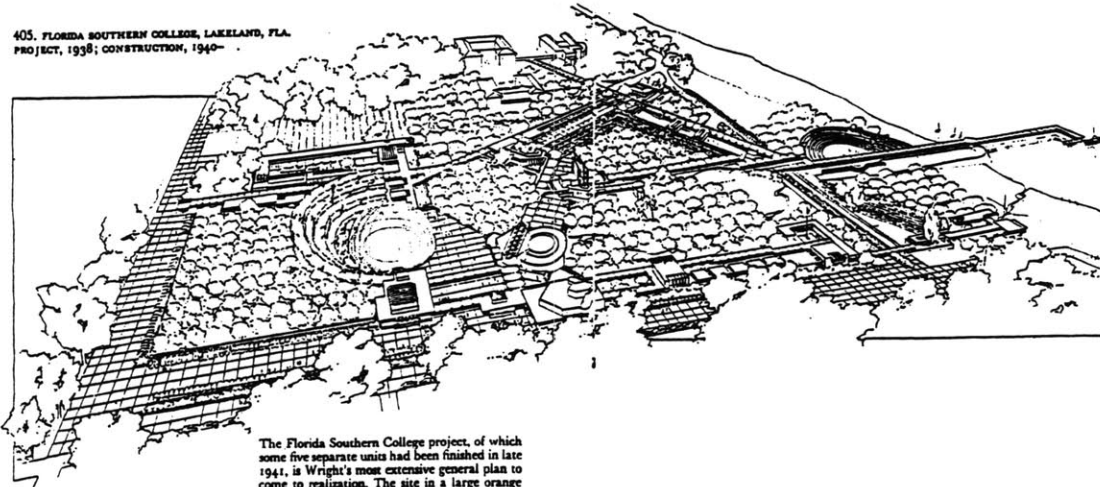 405. FLORIDA SOUTHERN COLLEGE, LAKELAND, FLA.
PROJECT, 1938; CONSTRUCTION, 1940–
The Florida Southern College project, of which
some five separate units had been finished in late
1941, is Wright's most extensive general plan to
come to realization. The site in a large orange